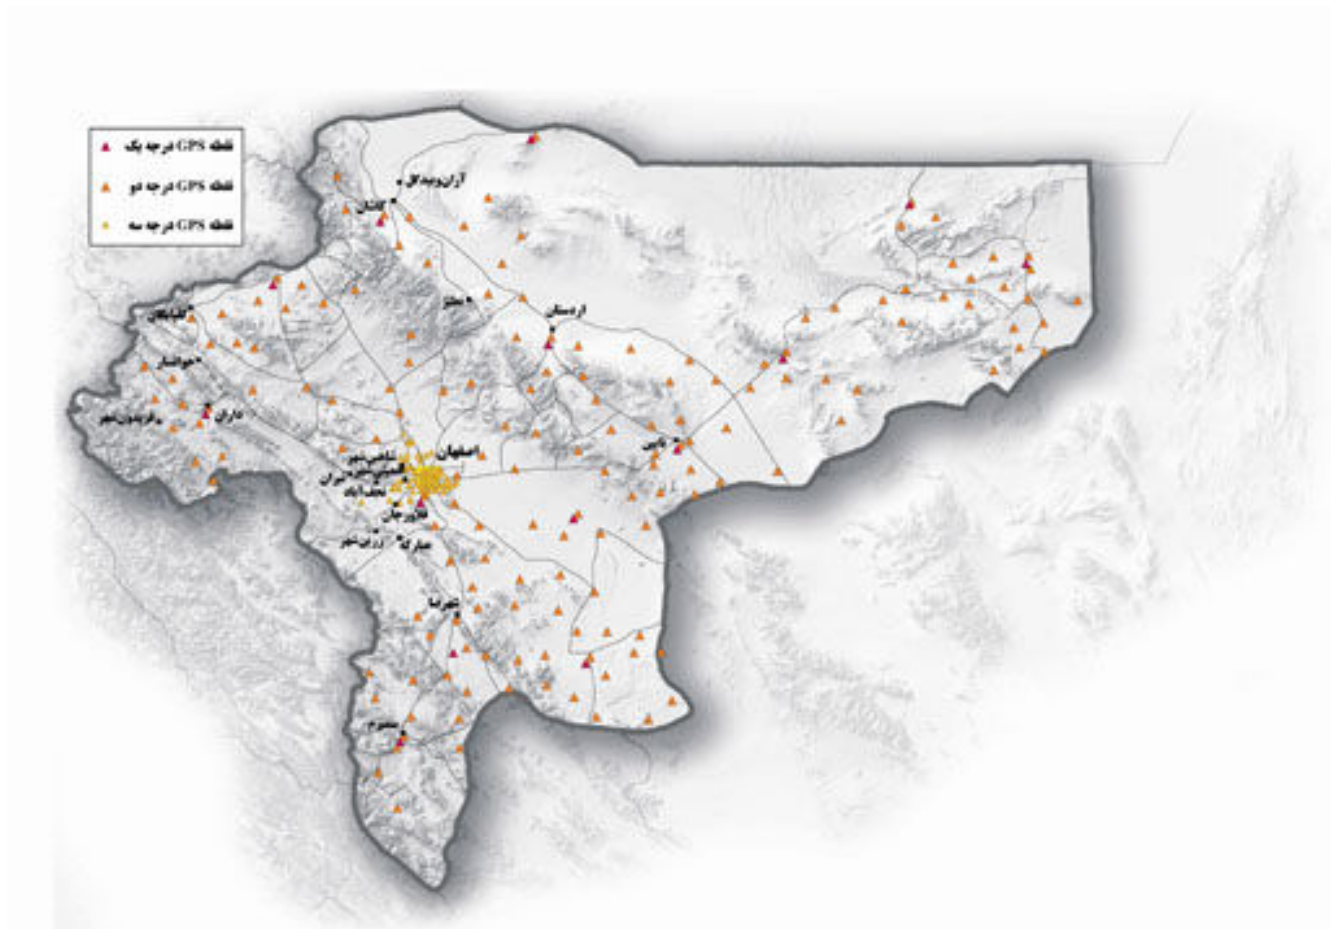 نقطه GPS درجه یک
نقطه GPS درجه دو
نقطه GPS درجه سه
آران‌وبیدگل
کاشان
نطنز
اردستان
گلپایگان
خوانسار
داران
فریدون‌شهر
نایین
اصفهان
شاهین‌شهر
خمینی‌شهر
تیران
نجف‌آباد
فلاورجان
زرین‌شهر
مبارکه
شهرضا
سمیرم